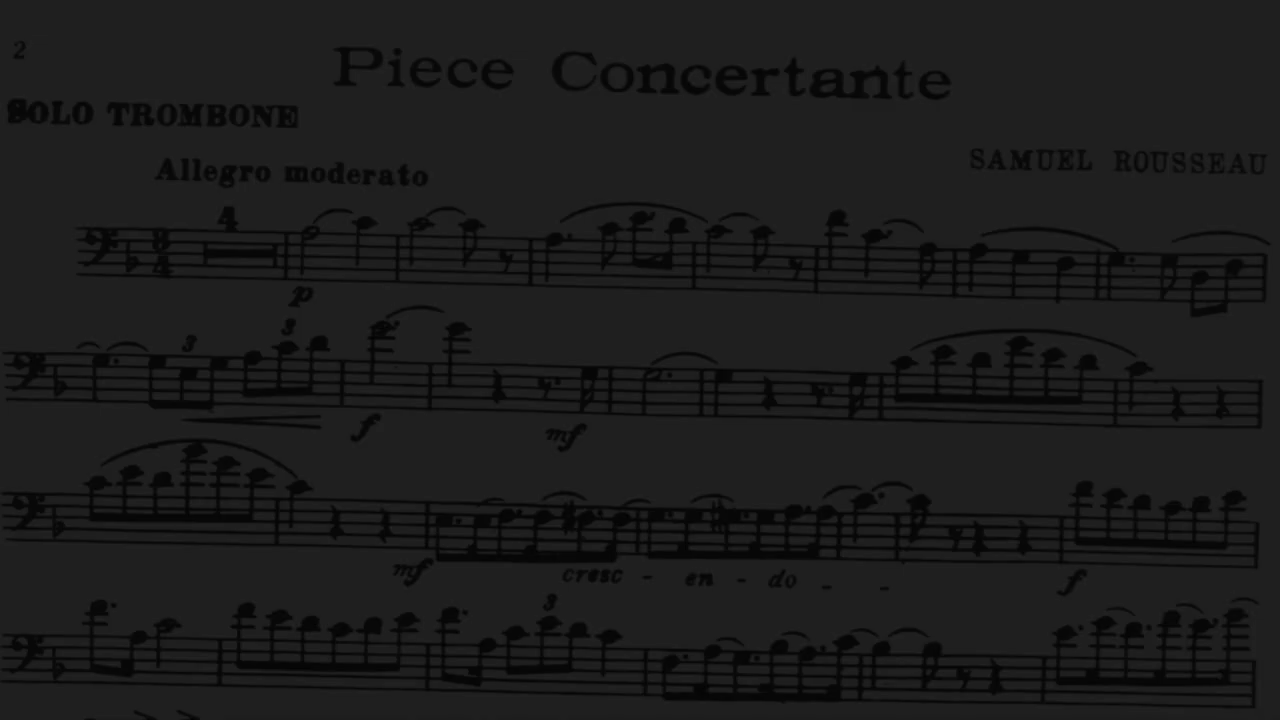 2
Piece Concertante
SOLO TROMBONE
SAMUEL ROUSSEAU
Allegro moderato
4
3
4
p
3
3
f
mf
mf
cresc - en - do - -
f
3